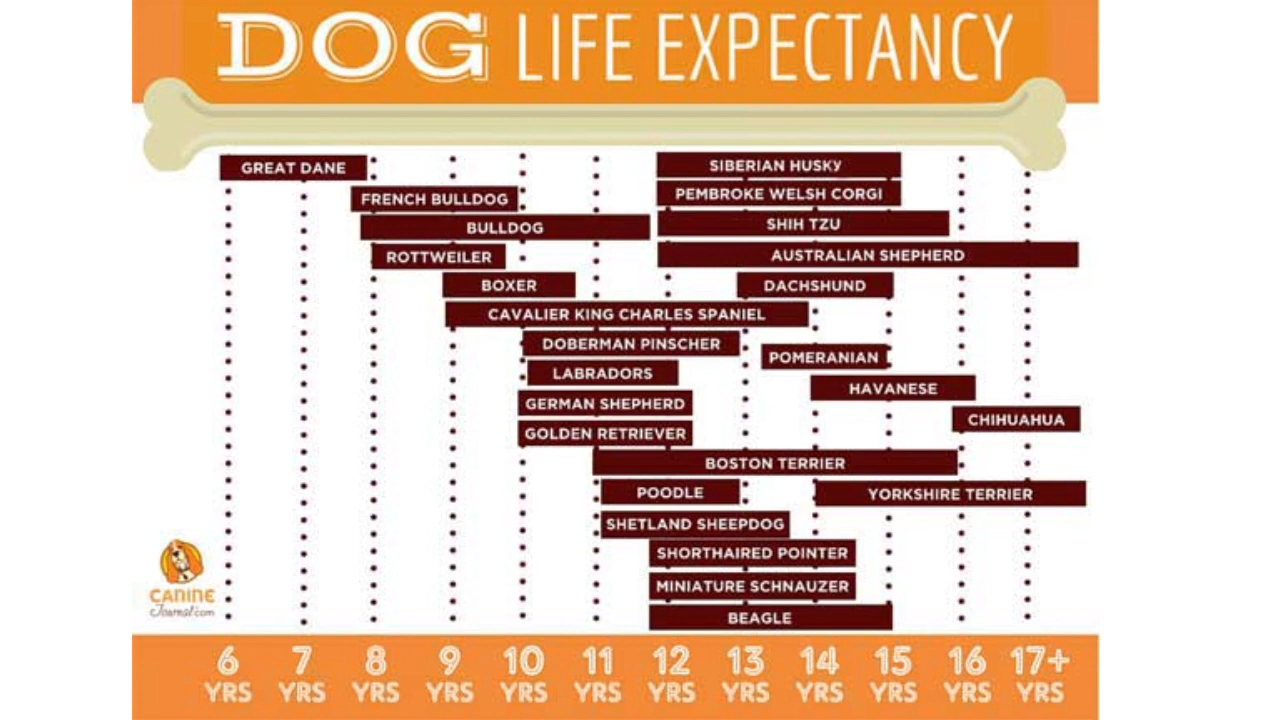 DOG LIFE EXPECTANCY
GREAT DANE
SIBERIAN HUSKY
FRENCH BULLDOG
PEMBROKE WELSH CORGI
BULLDOG
SHIH TZU
ROTTWEILER
AUSTRALIAN SHEPHERD
BOXER
DACHSHUND
CAVALIER KING CHARLES SPANIEL
DOBERMAN PINSCHER
POMERANIAN
LABRADORS
HAVANESE
GERMAN SHEPHERD
CHIHUAHUA
GOLDEN RETRIEVER
BOSTON TERRIER
POODLE
YORKSHIRE TERRIER
SHETLAND SHEEPDOG
SHORTHAIRED POINTER
MINIATURE SCHNAUZER
BEAGLE
CANINE
Journal.com
6 7 8 9 10 11 12 13 14 15 16 17+
YRS YRS YRS YRS YRS YRS YRS YRS YRS YRS YRS YRS